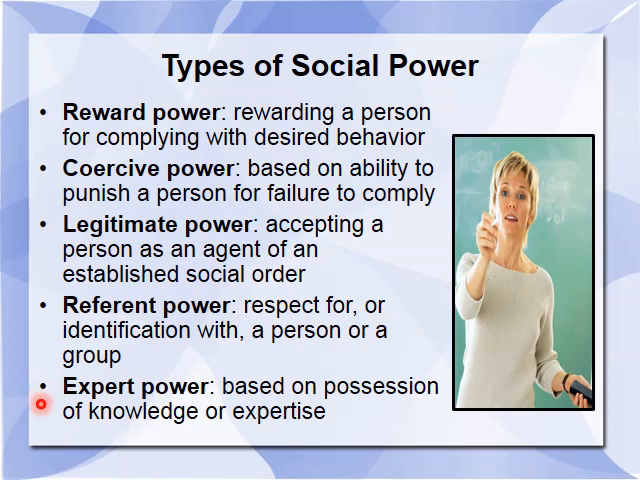 Types of Social Power
• Reward power: rewarding a person
for complying with desired behavior
• Coercive power: based on ability to
punish a person for failure to comply
• Legitimate power: accepting a
person as an agent of an
established social order
• Referent power: respect for, or
identification with, a person or a
group
• Expert power: based on possession
of knowledge or expertise